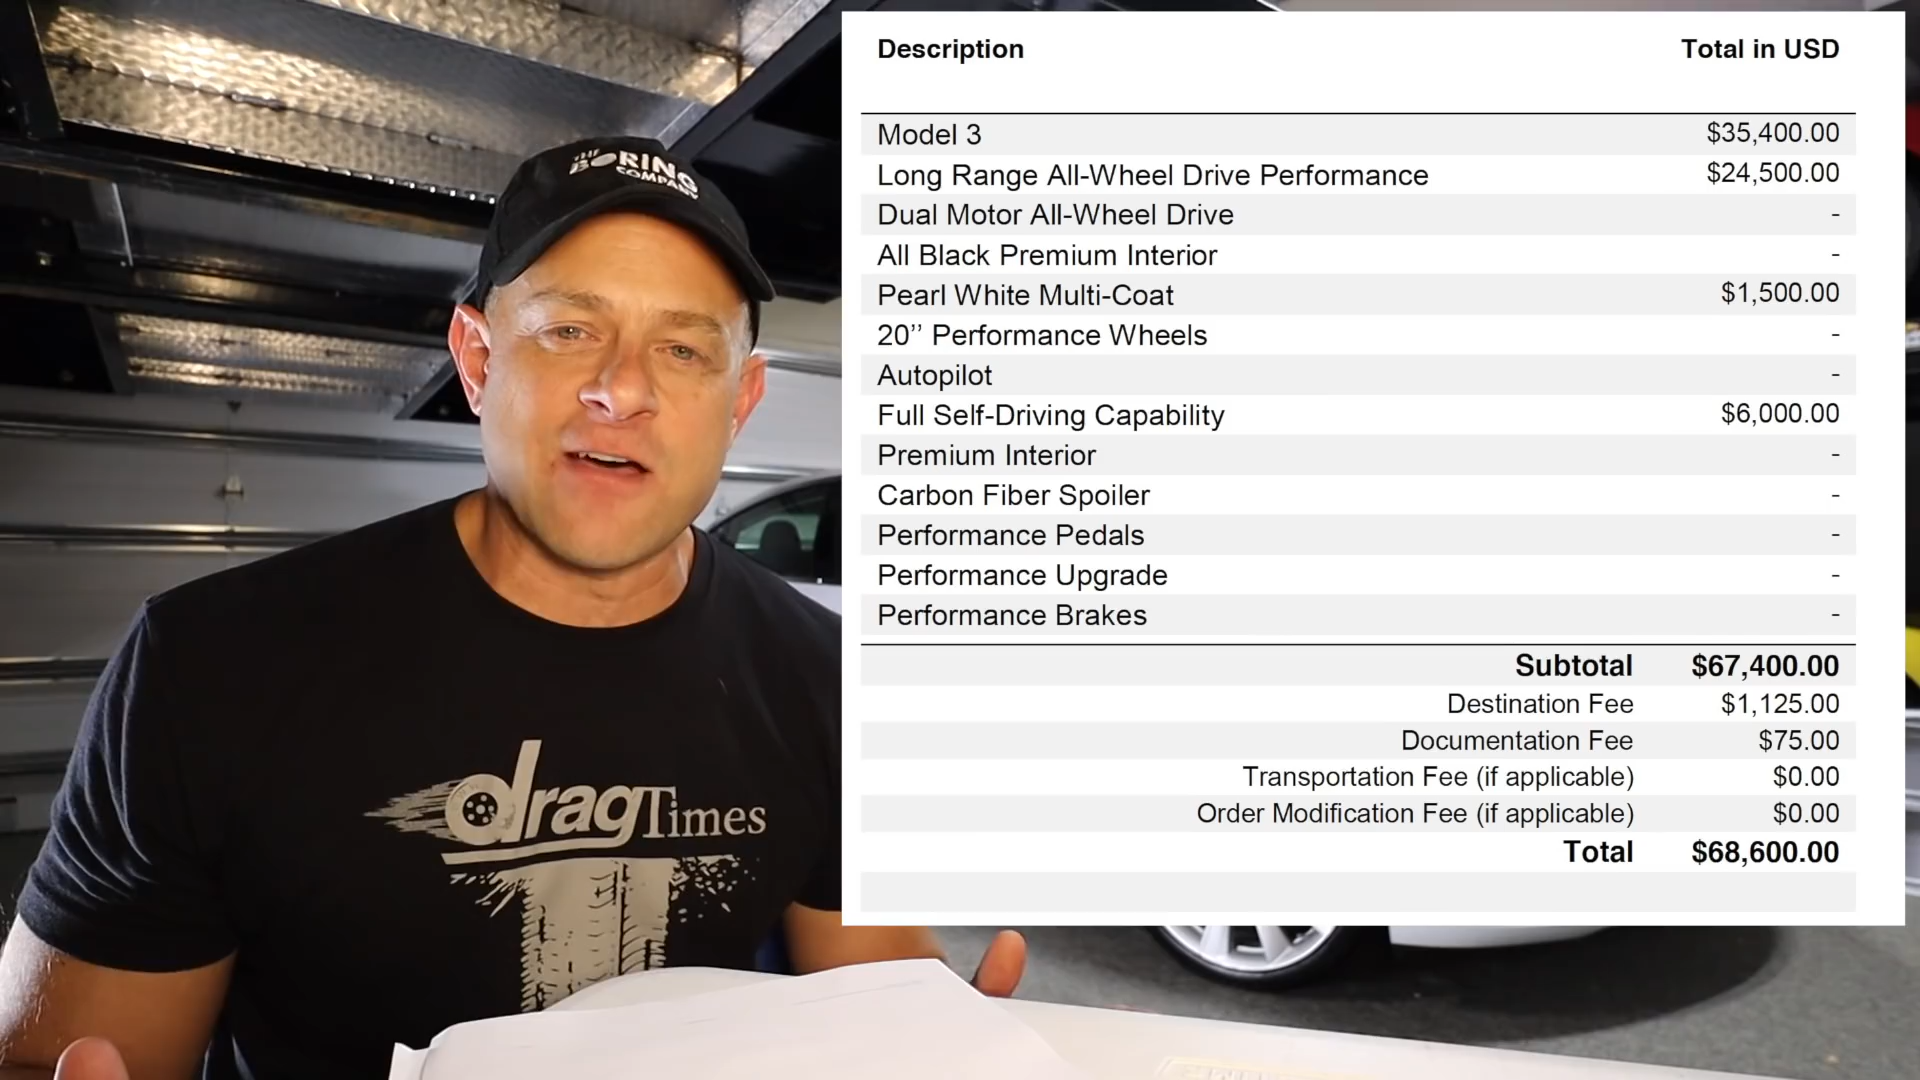 THE
BORING
COMPANY
dragTimes
Description Total in USD
Model 3 $35,400.00
Long Range All-Wheel Drive Performance $24,500.00
Dual Motor All-Wheel Drive -
All Black Premium Interior -
Pearl White Multi-Coat $1,500.00
20’’ Performance Wheels -
Autopilot -
Full Self-Driving Capability $6,000.00
Premium Interior -
Carbon Fiber Spoiler -
Performance Pedals -
Performance Upgrade -
Performance Brakes -
Subtotal $67,400.00
Destination Fee $1,125.00
Documentation Fee $75.00
Transportation Fee (if applicable) $0.00
Order Modification Fee (if applicable) $0.00
Total $68,600.00